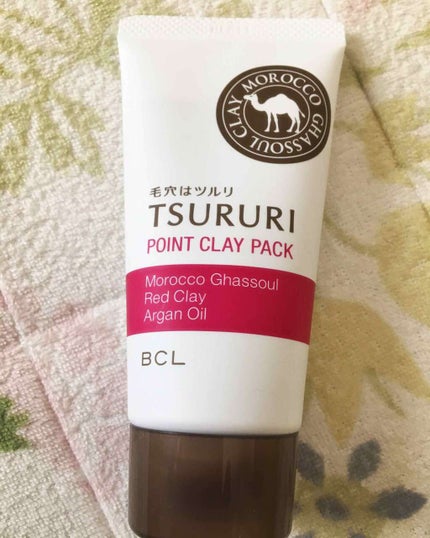 MOROCCO GHASSOUL CLAY
毛穴はツルリ
TSURURI
POINT CLAY PACK
Morocco Ghassoul
Red Clay
Argan Oil
BCL